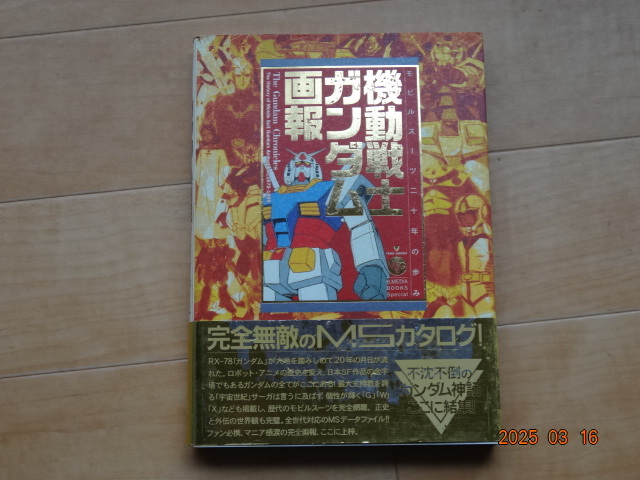 モビルスーツ二十年の歩み
機動戦士
ガンダム
画報
The Gundam Chronicles
B.MEDIA
BOOKS
Special
完全無敵のMSカタログ!
RX-78「ガンダム」が大地を踏みしめて20年の月日が流
れた。ロボット・アニメの歴史を変え、日本SF作品の金字
塔でもあるガンダムの全てがここにある!最大支持数を誇
る「宇宙世紀」サーガは言うに及ばず、個性が輝く「G」「W」
「X」なども掲載し、歴代のモビルスーツを完全網羅。正史
と外伝の世界観も完璧。全世代対応のMSデータファイル!!
ファン必携、マニア感涙の完全画報、ここに上梓。
不沈不倒の
ガンダム神話
ここに結実!
2025 03 16